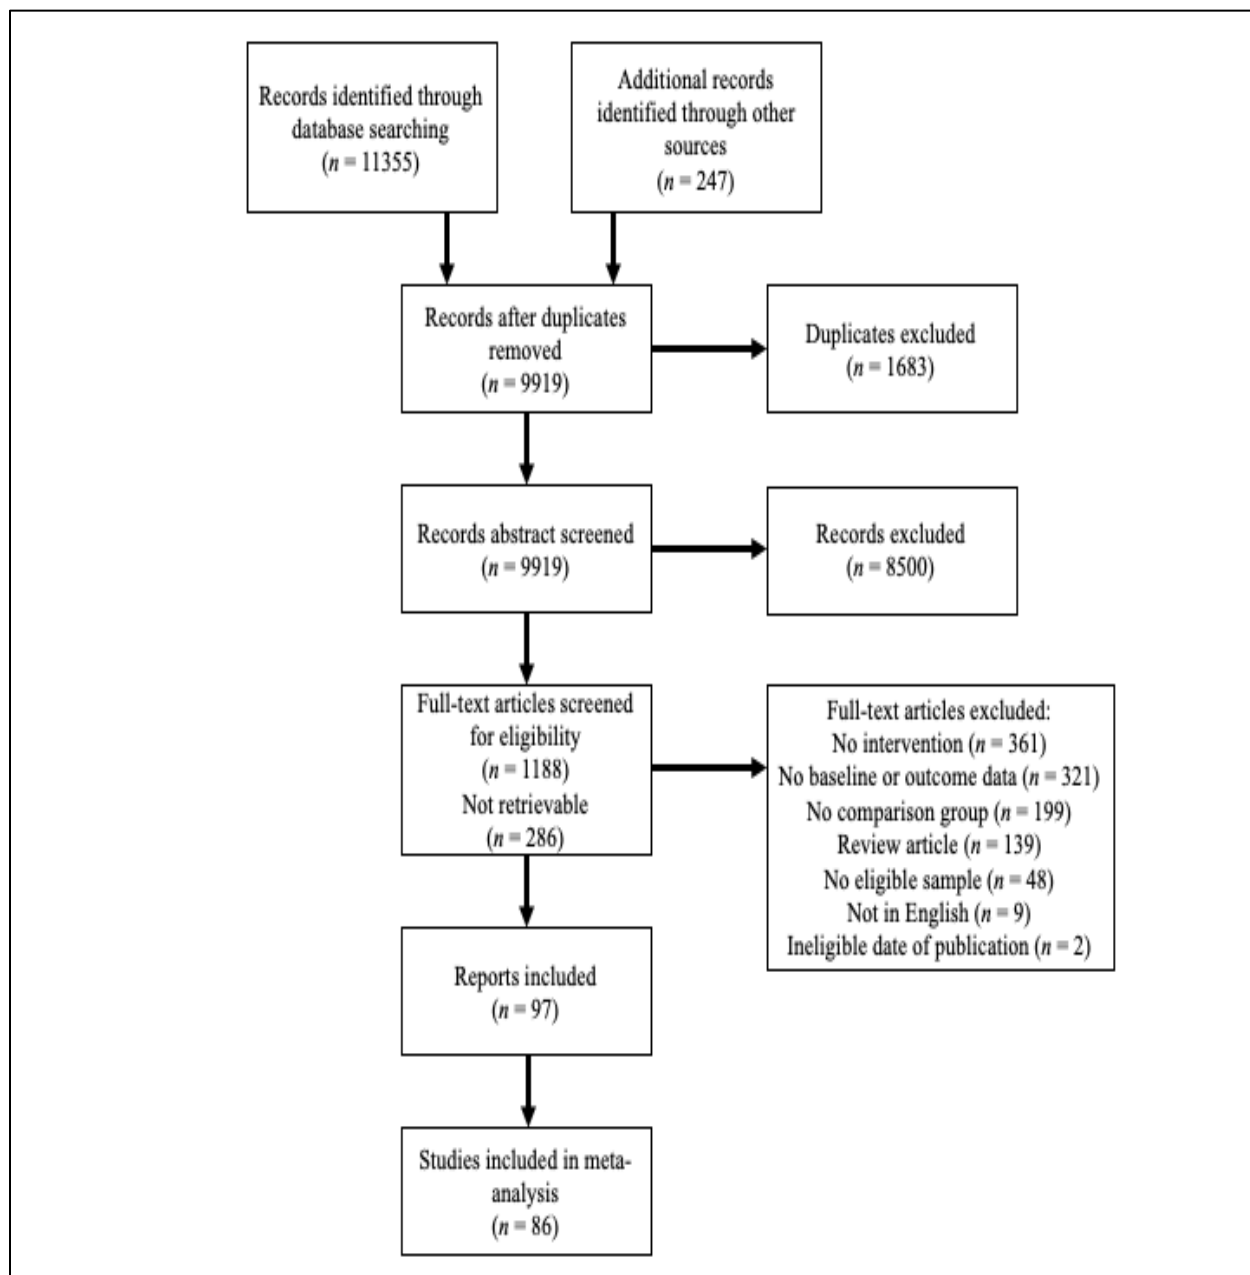 Records identified through
database searching
(n = 11355)
Additional records
identified through other
sources
(n = 247)
Records after duplicates
removed
(n = 9919)
Duplicates excluded
(n = 1683)
Records abstract screened
(n = 9919)
Records excluded
(n = 8500)
Full-text articles screened
for eligibility
(n = 1188)
Not retrievable
(n = 286)
Full-text articles excluded:
No intervention (n = 361)
No baseline or outcome data (n = 321)
No comparison group (n = 199)
Review article (n = 139)
No eligible sample (n = 48)
Not in English (n = 9)
Ineligible date of publication (n = 2)
Reports included
(n = 97)
Studies included in meta-
analysis
(n = 86)